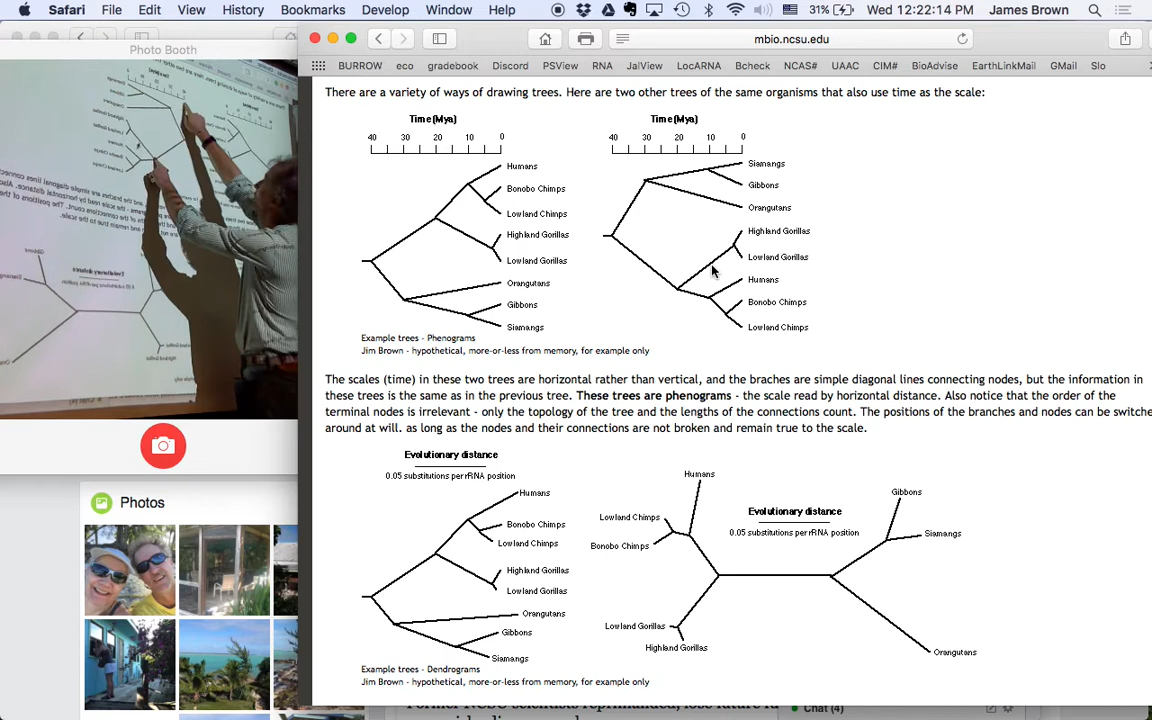 Safari File Edit View History Bookmarks Develop Window Help 31% Wed 12:22:14 PM James Brown
Photo Booth
mbio.ncsu.edu
BURROW eco gradebook Discord PSView RNA JalView LocARNA Bcheck NCAS# UAAC CIM# BioAdvise EarthLinkMail GMail Slo
There are a variety of ways of drawing trees. Here are two other trees of the same organisms that also use time as the scale:
Time (Mya)
40 30 20 10 0
Humans
Bonobo Chimps
Lowland Chimps
Highland Gorillas
Lowland Gorillas
Orangutans
Gibbons
Siamangs
Time (Mya)
40 30 20 10 0
Siamangs
Gibbons
Orangutans
Highland Gorillas
Lowland Gorillas
Humans
Bonobo Chimps
Lowland Chimps
Example trees - Phenograms
Jim Brown - hypothetical, more-or-less from memory, for example only
The scales (time) in these two trees are horizontal rather than vertical, and the braches are simple diagonal lines connecting nodes, but the information in
these trees is the same as in the previous tree. These trees are phenograms - the scale read by horizontal distance. Also notice that the order of the
terminal nodes is irrelevant - only the topology of the tree and the lengths of the connections count. The positions of the branches and nodes can be switche
around at will. as long as the nodes and their connections are not broken and remain true to the scale.
Evolutionary distance
0.05 substitutions per rRNA position
Humans
Bonobo Chimps
Lowland Chimps
Highland Gorillas
Lowland Gorillas
Orangutans
Gibbons
Siamangs
Humans
Lowland Chimps
Bonobo Chimps
Lowland Gorillas
Highland Gorillas
Evolutionary distance
0.05 substitutions per rRNA position
Gibbons
Siamangs
Orangutans
Example trees - Dendrograms
Jim Brown - hypothetical, more-or-less from memory, for example only
Photos
Chat (4)